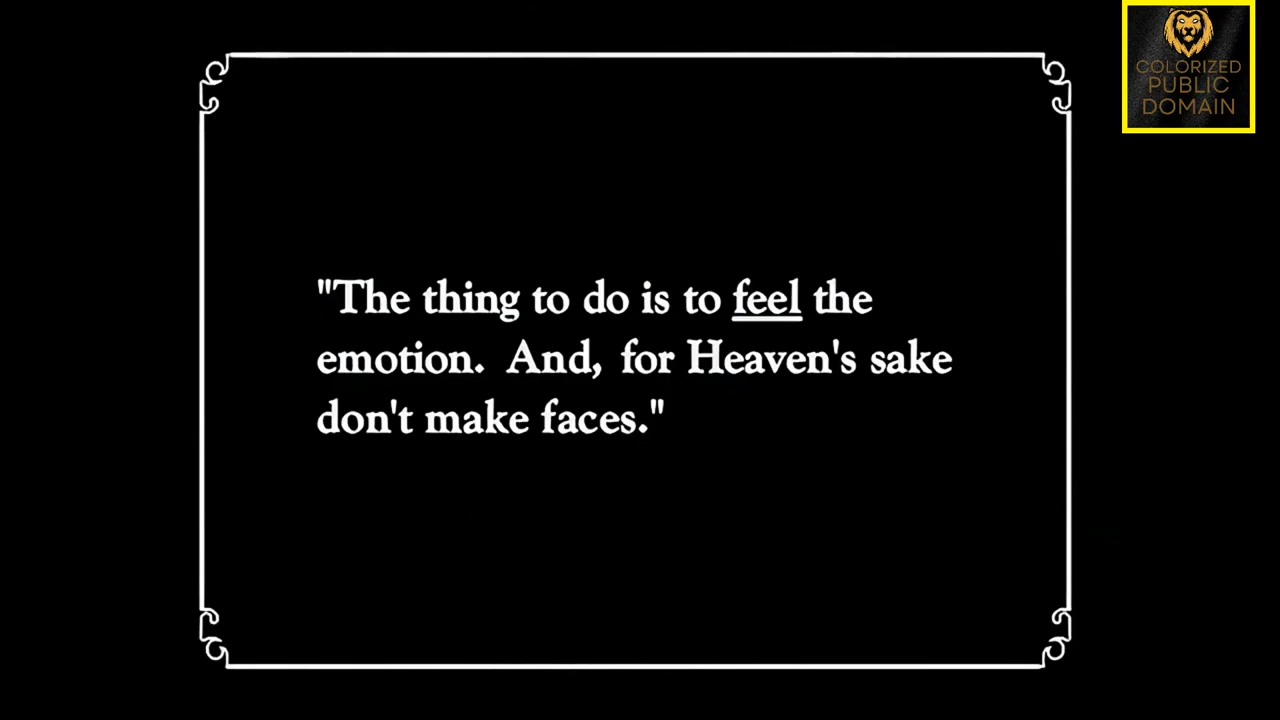 "The thing to do is to feel the
emotion. And, for Heaven's sake
don't make faces."
COLORIZED
PUBLIC
DOMAIN